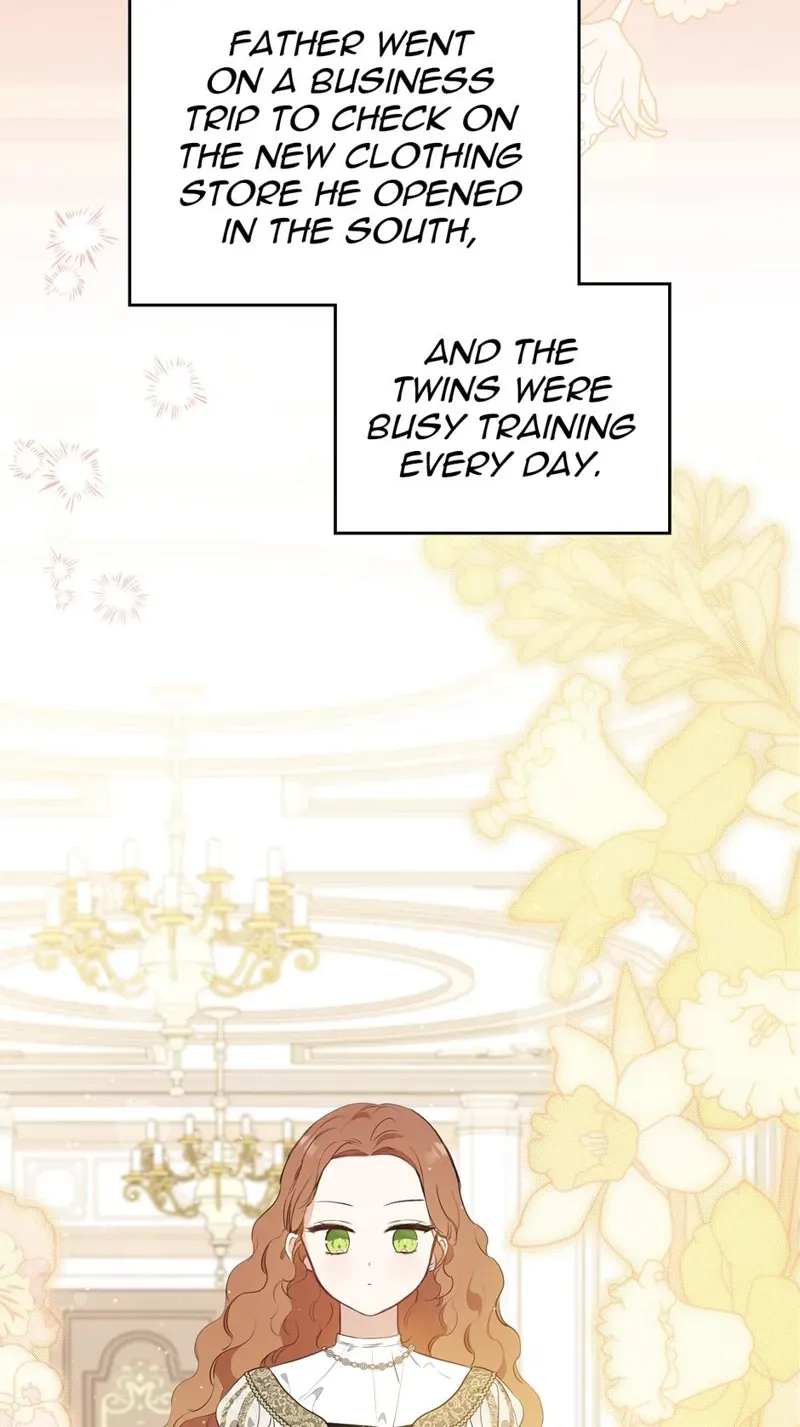 FATHER WENT
ON A BUSINESS
TRIP TO CHECK ON
THE NEW CLOTHING
STORE HE OPENED
IN THE SOUTH,
AND THE
TWINS WERE
BUSY TRAINING
EVERY DAY.